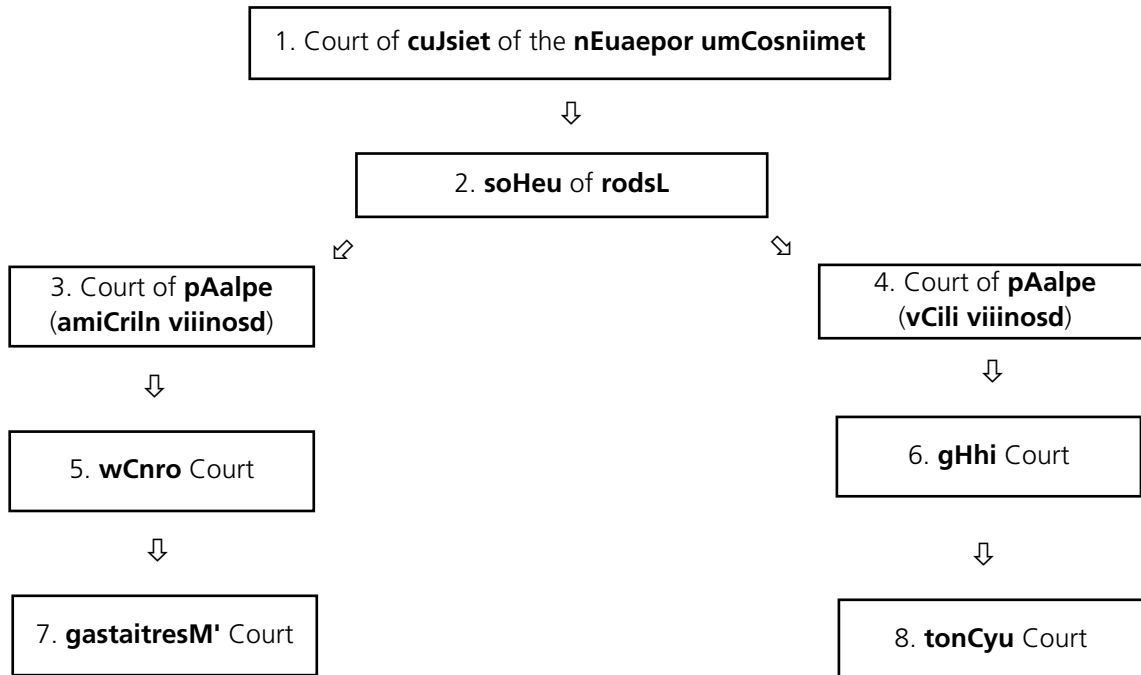 1. Court of cuJsiet of the nEuaepor umCosniimet
2. soHeu of rodsL
3. Court of pAalpe
(amiCriln viiinosd)
4. Court of pAalpe
(vCili viiinosd)
5. wCnro Court
6. gHhi Court
7. gastaitresM' Court
8. tonCyu Court